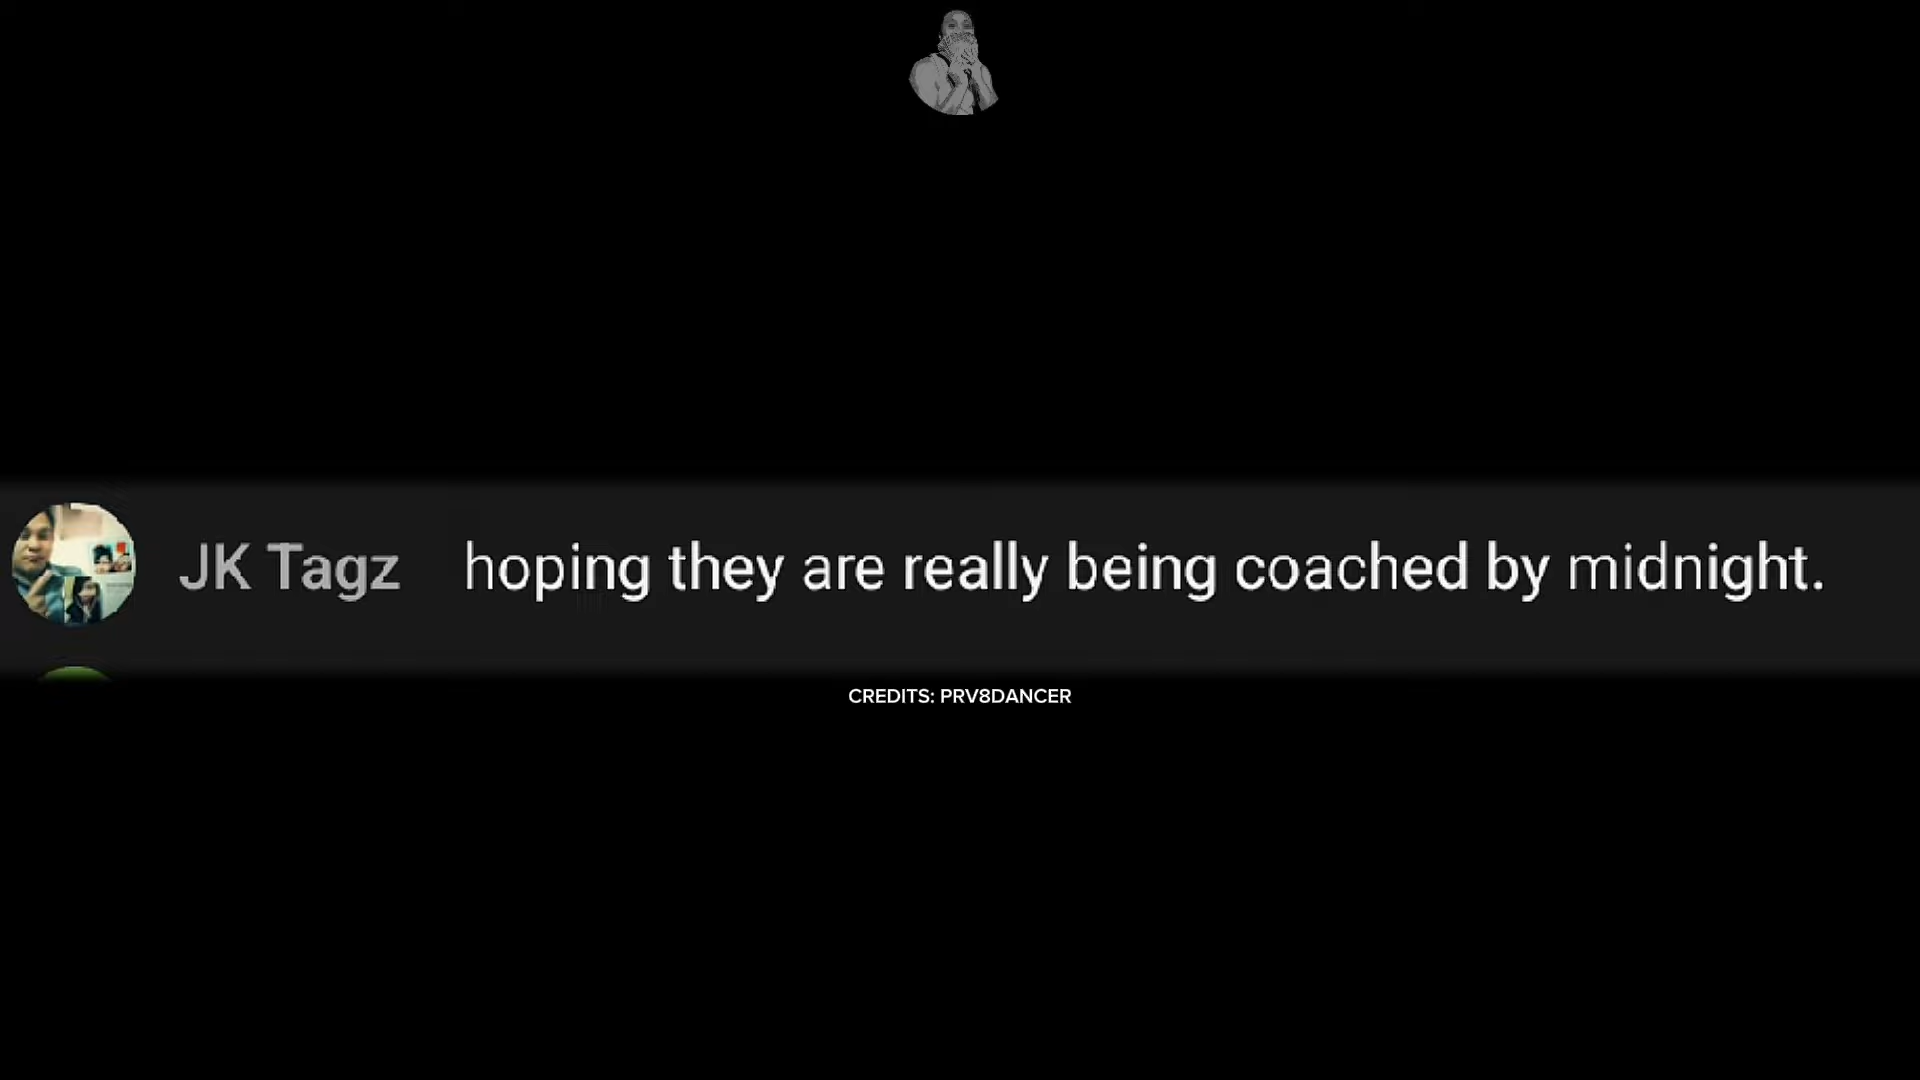 JK Tagz hoping they are really being coached by midnight.
CREDITS: PRV8DANCER